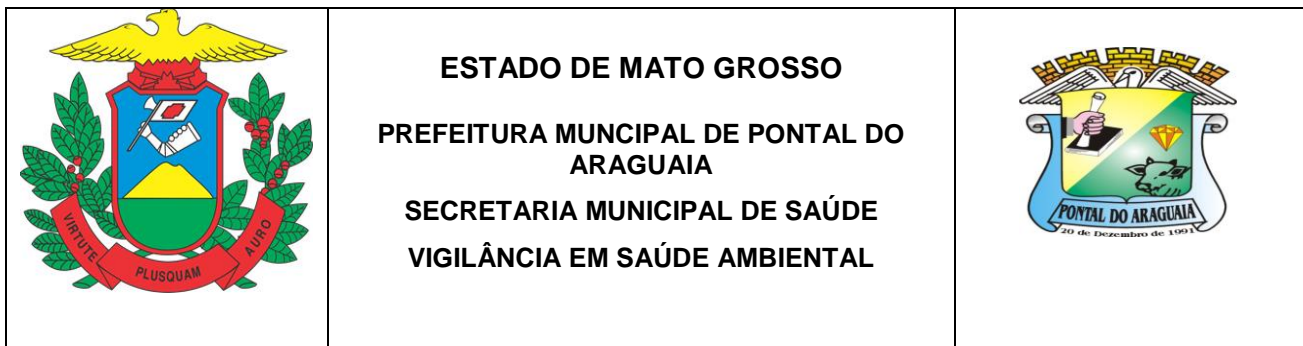 VIRTUTE PLUSQUAM AURO
ESTADO DE MATO GROSSO
PREFEITURA MUNCIPAL DE PONTAL DO
ARAGUAIA
SECRETARIA MUNICIPAL DE SAÚDE
VIGILÂNCIA EM SAÚDE AMBIENTAL
PONTAL DO ARAGUAIA
20 de Dezembro de 1991